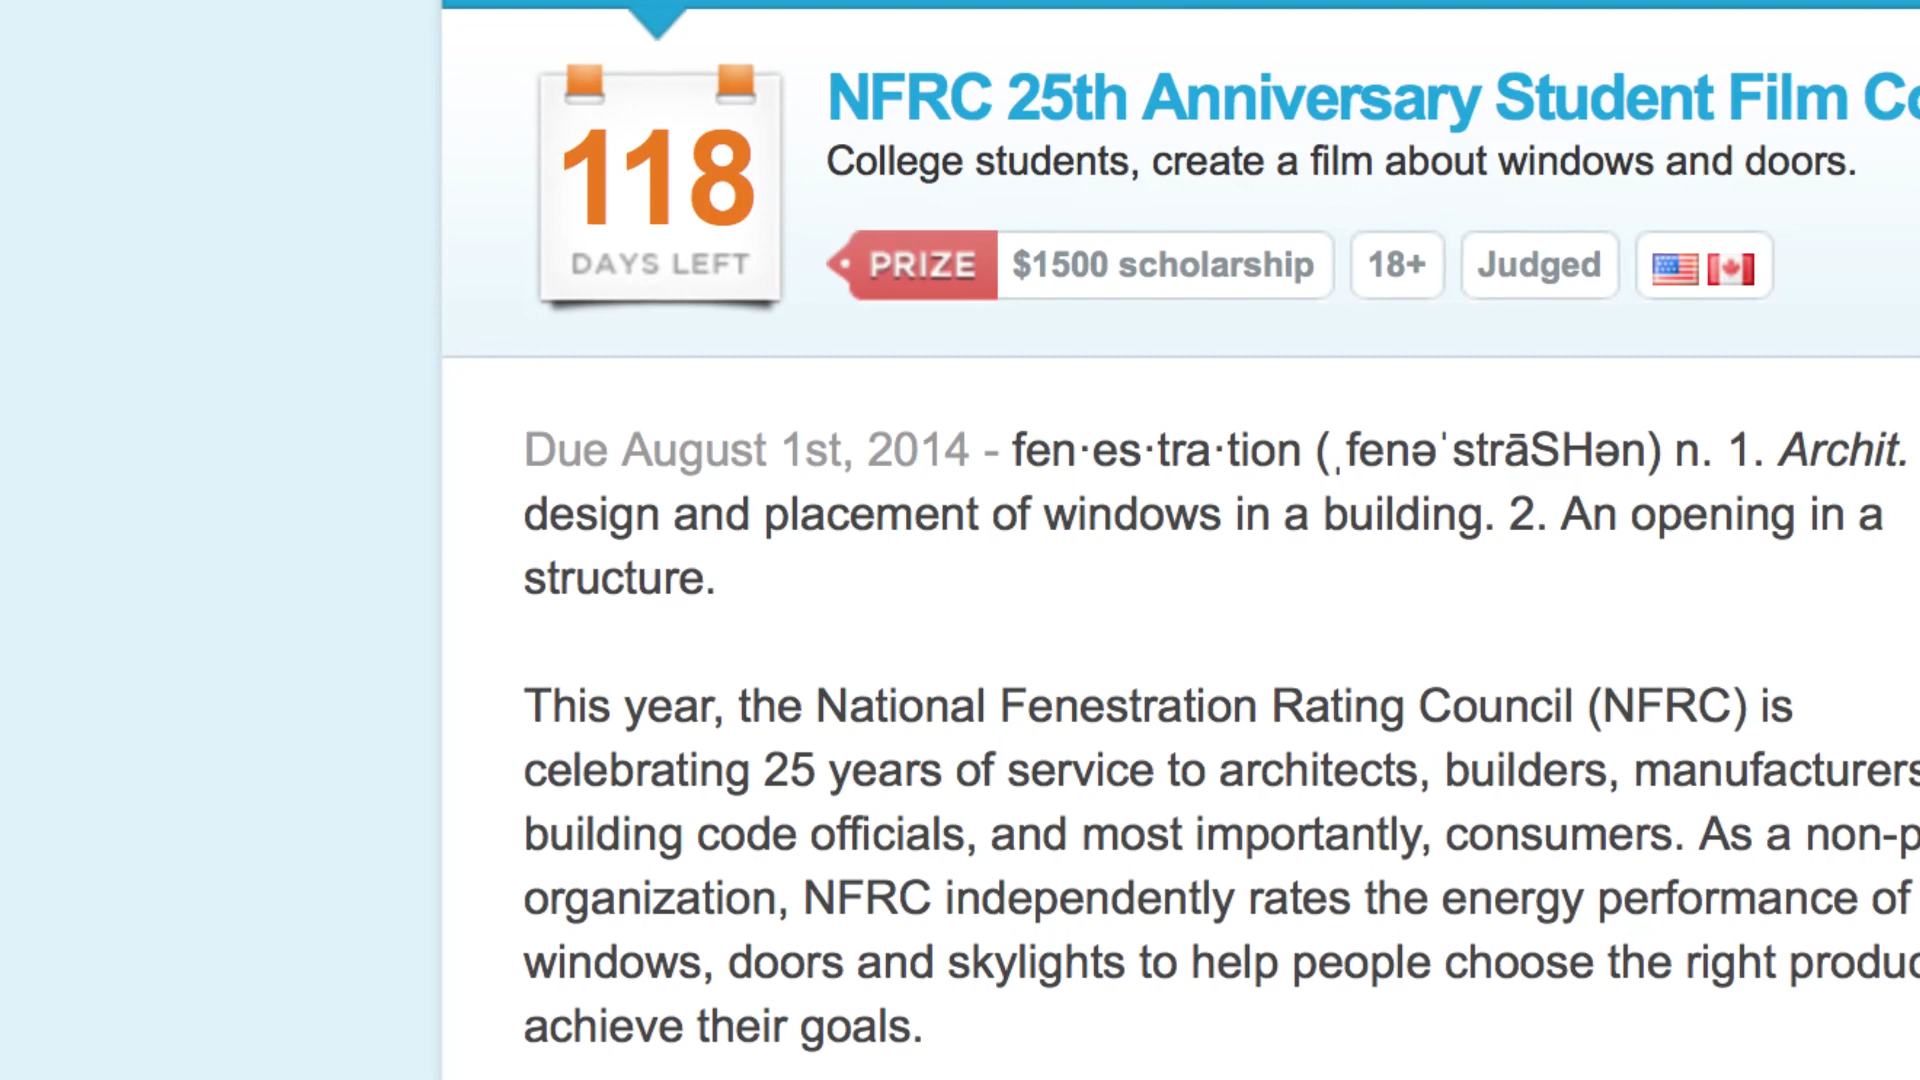 118
DAYS LEFT
NFRC 25th Anniversary Student Film
College students, create a film about windows and doors.
PRIZE $1500 scholarship 18+ Judged
Due August 1st, 2014 - fen·es·tra·tion (ˌfenəˈstrāSHən) n. 1. Archit.
design and placement of windows in a building. 2. An opening in a
structure.
This year, the National Fenestration Rating Council (NFRC) is
celebrating 25 years of service to architects, builders, manufacturers
building code officials, and most importantly, consumers. As a non-p
organization, NFRC independently rates the energy performance of
windows, doors and skylights to help people choose the right produc
achieve their goals.